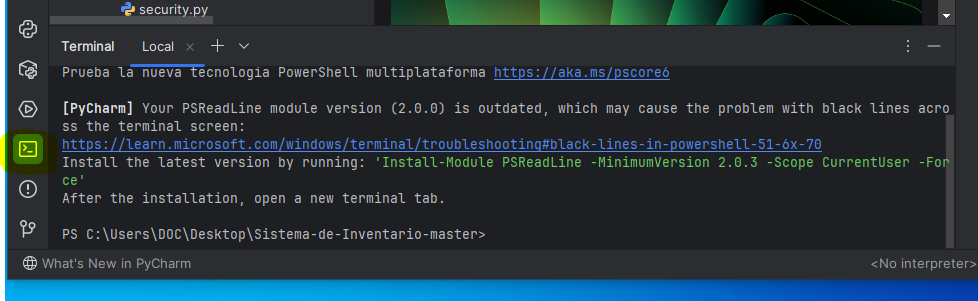 security.py
Terminal
Local
Prueba la nueva tecnologia PowerShell multiplataforma https://aka.ms/pscore6
[PyCharm] Your PSReadLine module version (2.0.0) is outdated, which may cause the problem with black lines acro
ss the terminal screen:
https://learn.microsoft.com/windows/terminal/troubleshooting#black-lines-in-powershell-51-6x-70
Install the latest version by running: 'Install-Module PSReadLine -MinimumVersion 2.0.3 -Scope CurrentUser -For
ce'
After the installation, open a new terminal tab.
PS C:\Users\DOC\Desktop\Sistema-de-Inventario-master>
What's New in PyCharm
<No interpreter>